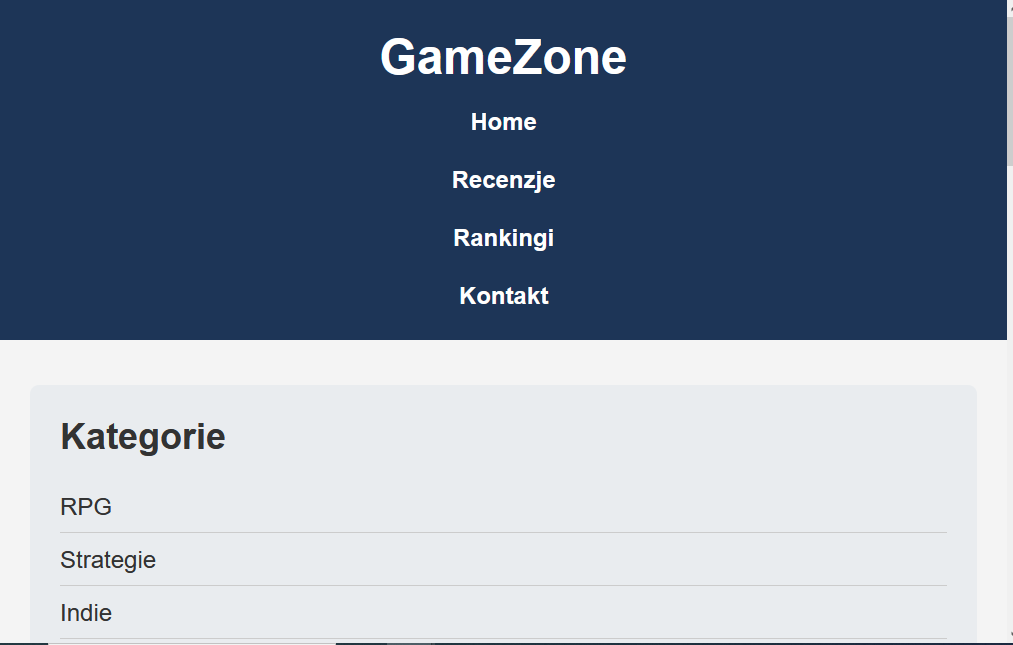 GameZone
Home
Recenzje
Rankingi
Kontakt
Kategorie
RPG
Strategie
Indie